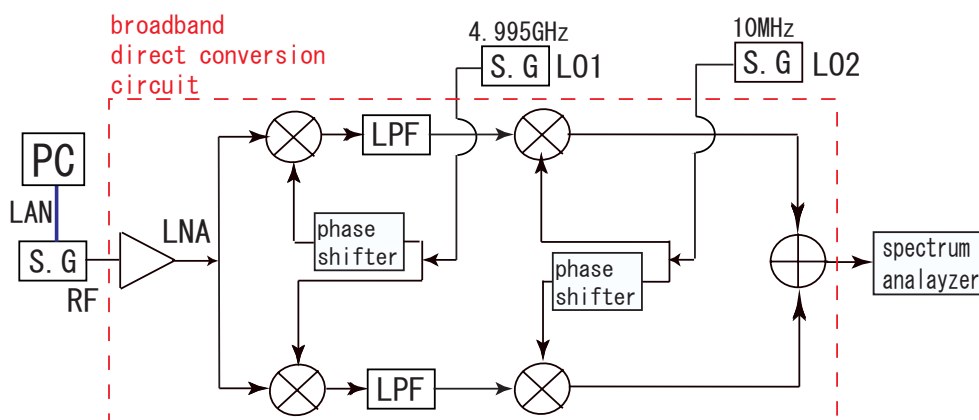 broadband
direct conversion
circuit
4.995GHz
S.G LO1
10MHz
S.G LO2
PC
LAN
S.G
RF
LNA
LPF
phase
shifter
phase
shifter
LPF
spectrum
analayzer